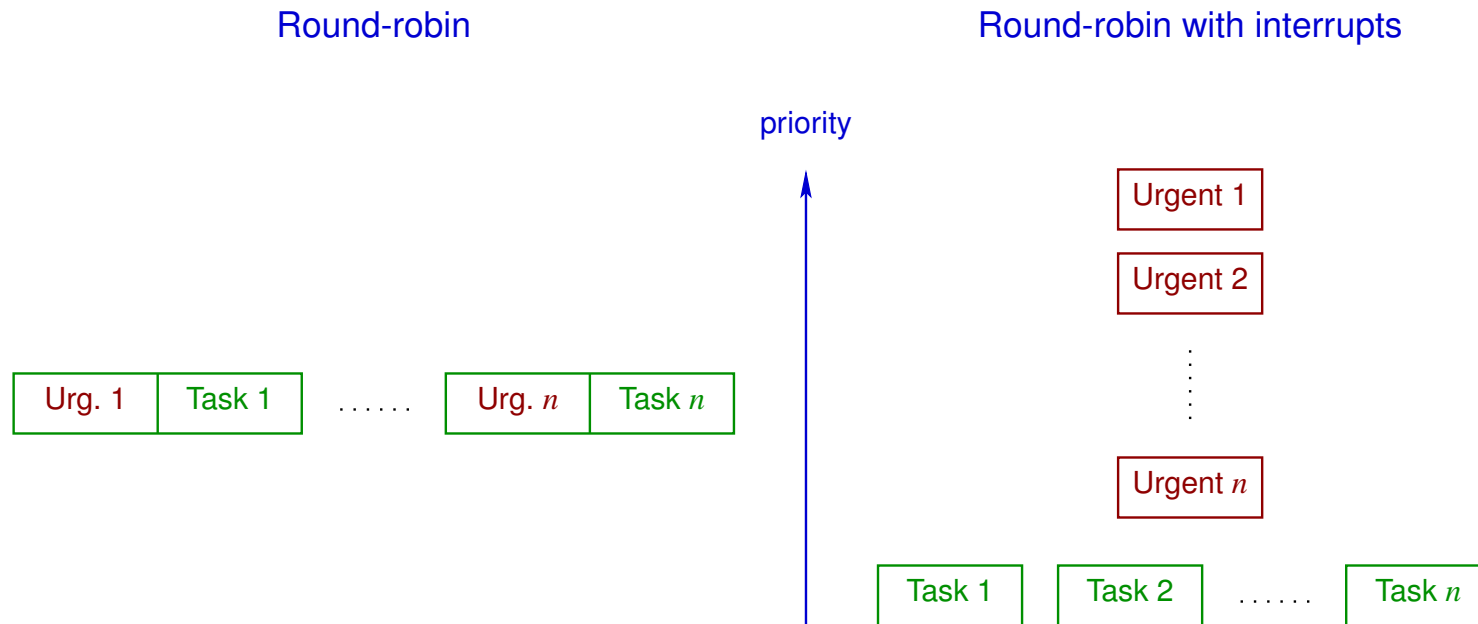 Round-robin
Round-robin with interrupts
priority
Urgent 1
Urgent 2
Urg. 1 Task 1 ...... Urg. n Task n
Urgent n
Task 1 Task 2 ...... Task n